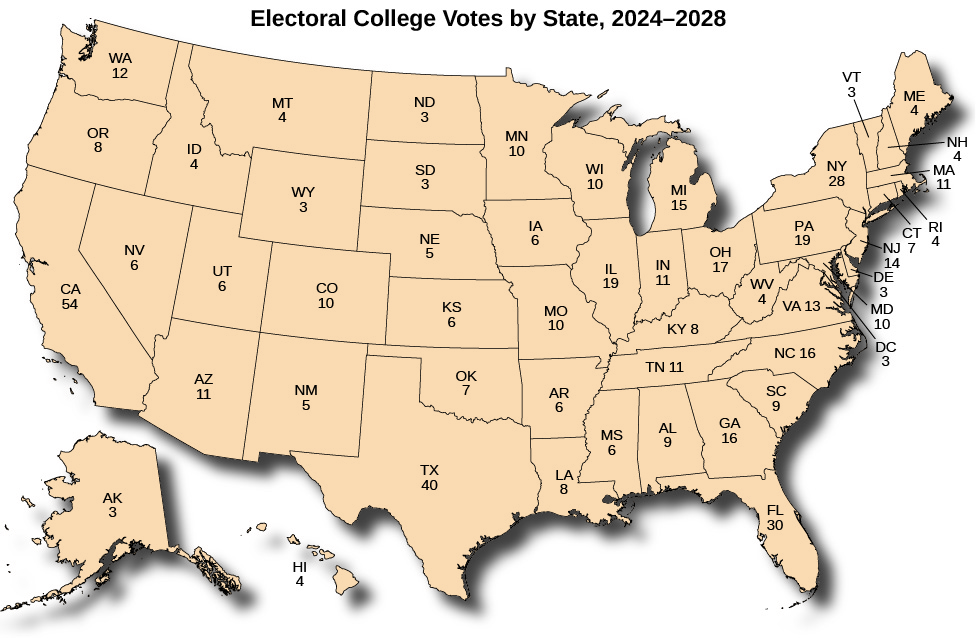 Electoral College Votes by State, 2024–2028
WA
12
OR
8
ID
4
MT
4
ND
3
MN
10
SD
3
WY
3
WI
10
MI
15
VT
3
ME
4
NH
4
MA
11
NY
28
RI
4
CT 7
NJ
14
PA
19
DE
3
MD
10
DC
3
NV
6
UT
6
CO
10
NE
5
IA
6
IL
19
IN
11
OH
17
WV
4
VA 13
CA
54
KS
6
MO
10
KY 8
NC 16
TN 11
SC
9
AZ
11
NM
5
OK
7
AR
6
MS
6
AL
9
GA
16
TX
40
LA
8
FL
30
AK
3
HI
4